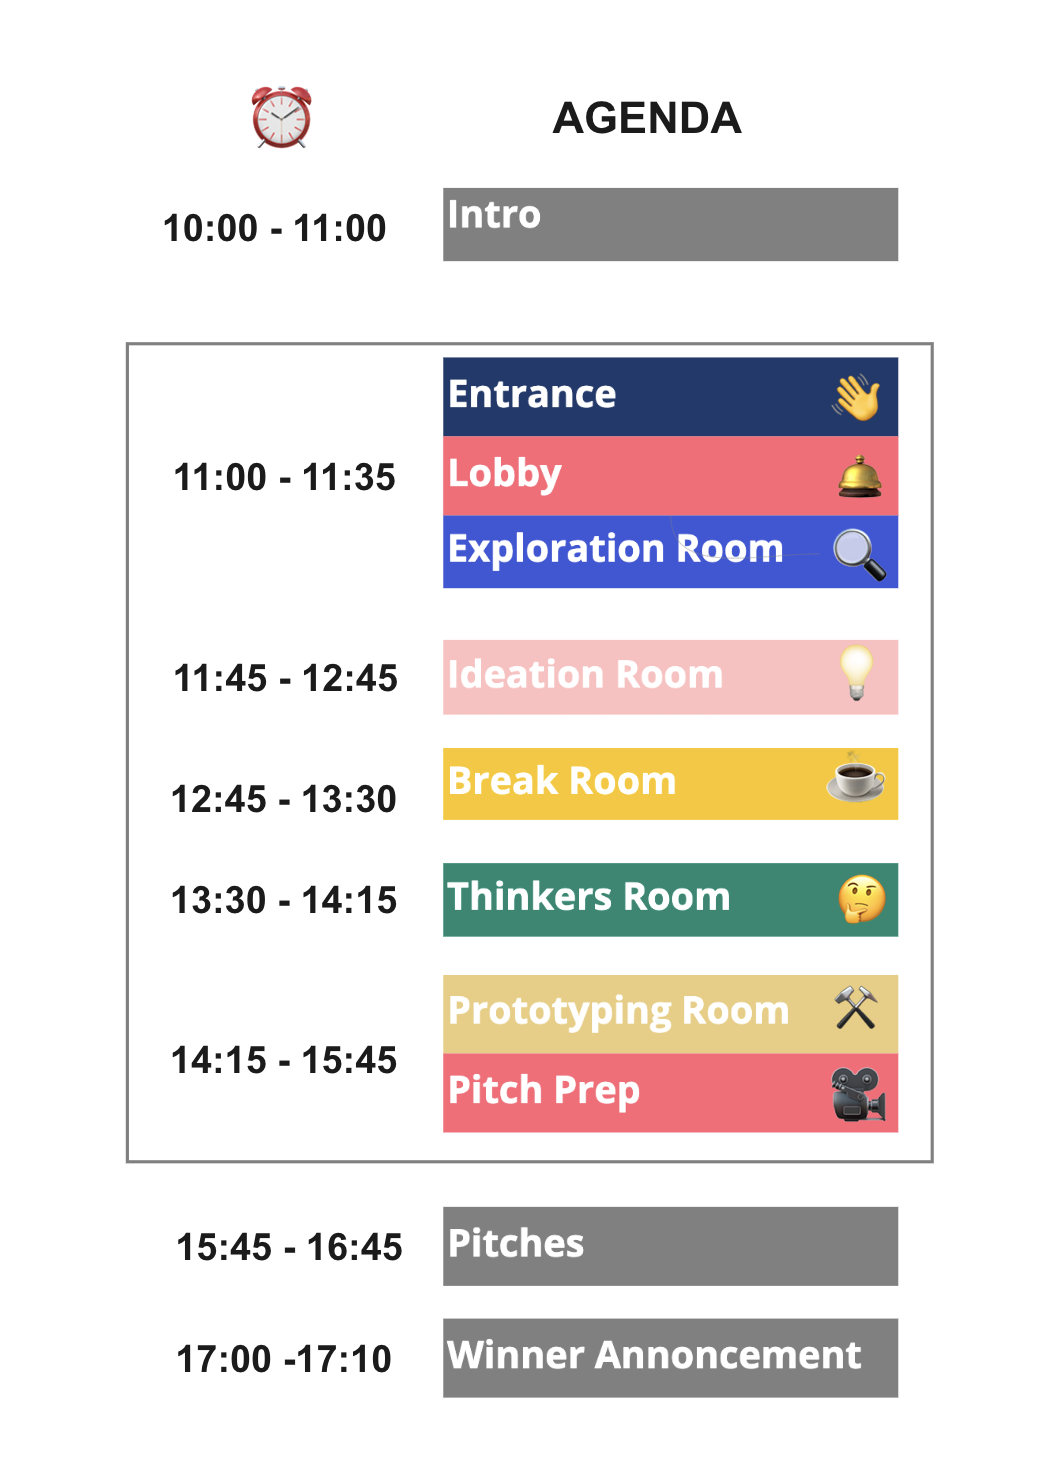 AGENDA
10:00 - 11:00
Intro
11:00 - 11:35
Entrance
Lobby
Exploration Room
11:45 - 12:45
Ideation Room
12:45 - 13:30
Break Room
13:30 - 14:15
Thinkers Room
14:15 - 15:45
Prototyping Room
Pitch Prep
15:45 - 16:45
Pitches
17:00 -17:10
Winner Annoncement